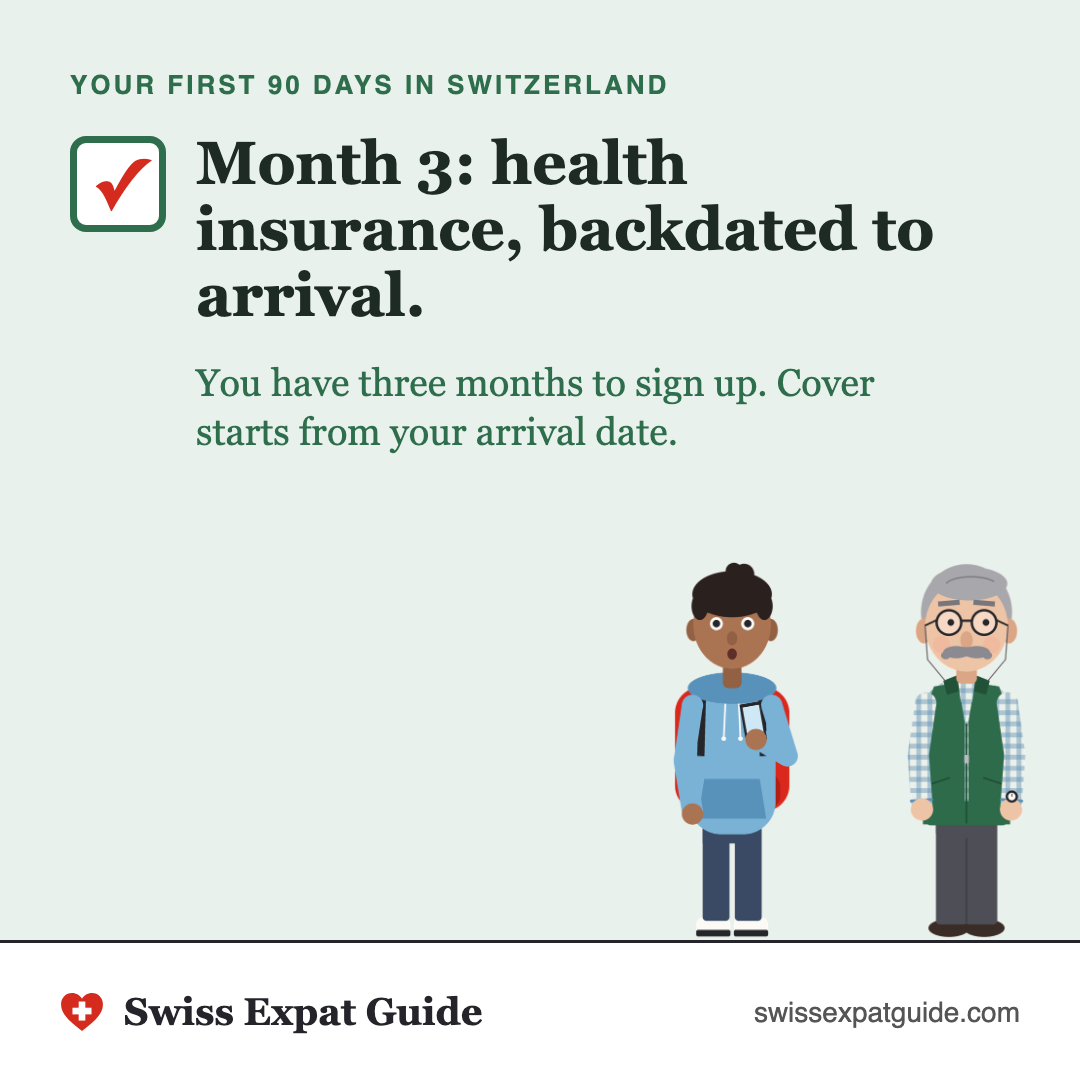 YOUR FIRST 90 DAYS IN SWITZERLAND
Month 3: health
insurance, backdated to
arrival.
You have three months to sign up. Cover
starts from your arrival date.
Swiss Expat Guide
swissexpatguide.com